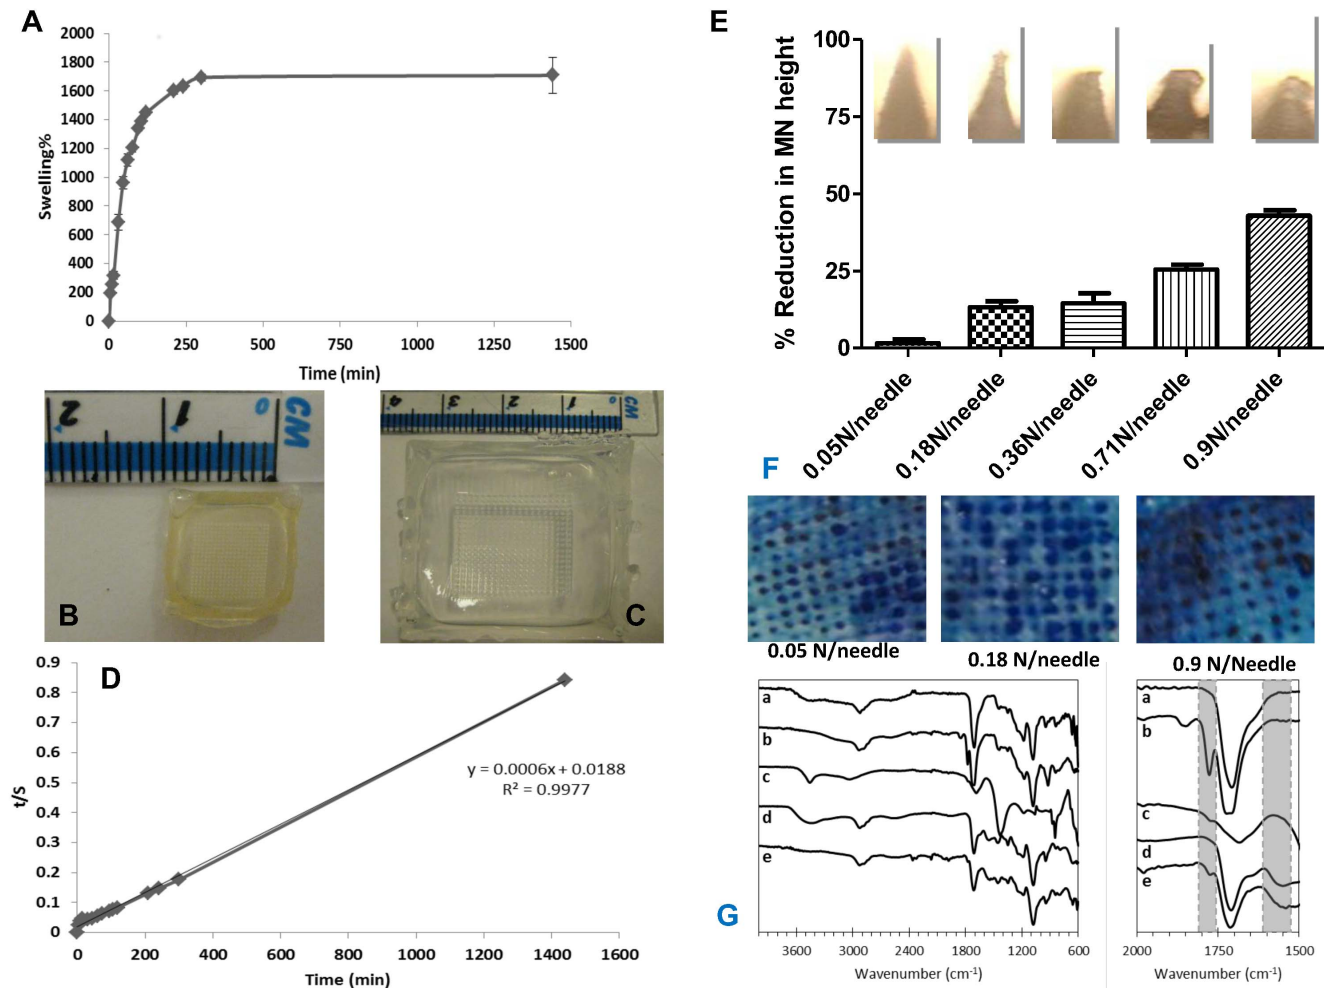 A
2000
1800
1600
1400
1200
1000
800
600
400
200
0
Swelling%
0 250 500 750 1000 1250 1500
Time (min)
2 1 0 CM
B
4 3 2 1 0 CM
C
D
0.9
0.8
0.7
0.6
0.5
0.4
0.3
0.2
0.1
0
t/s
y = 0.0006x + 0.0188
R² = 0.9977
0 200 400 600 800 1000 1200 1400 1600
Time (min)
E
100
75
50
25
0
% Reduction in MN height
0.05N/needle
0.18N/needle
0.36N/needle
0.71N/needle
0.9N/needle
F
0.05 N/needle
0.18 N/needle
0.9 N/Needle
G
a
b
c
d
e
3600 3000 2400 1800 1200 600
Wavenumber (cm⁻¹)
a
b
c
d
e
2000 1750 1500
Wavenumber (cm⁻¹)